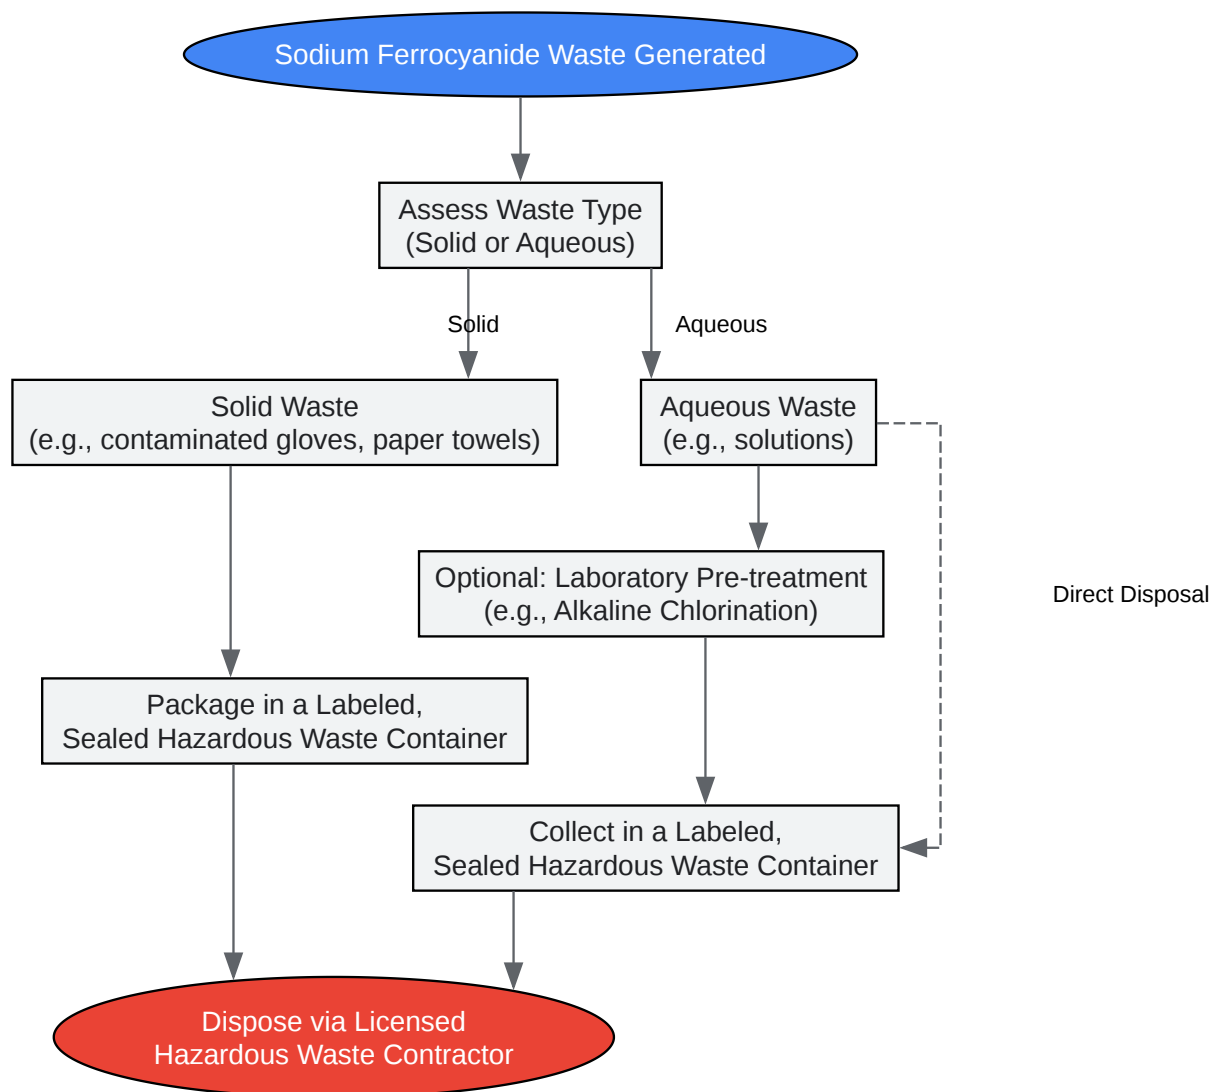 Sodium Ferrocyanide Waste Generated
Assess Waste Type
(Solid or Aqueous)
Solid
Aqueous
Solid Waste
(e.g., contaminated gloves, paper towels)
Aqueous Waste
(e.g., solutions)
Optional: Laboratory Pre-treatment
(e.g., Alkaline Chlorination)
Direct Disposal
Package in a Labeled,
Sealed Hazardous Waste Container
Collect in a Labeled,
Sealed Hazardous Waste Container
Dispose via Licensed
Hazardous Waste Contractor